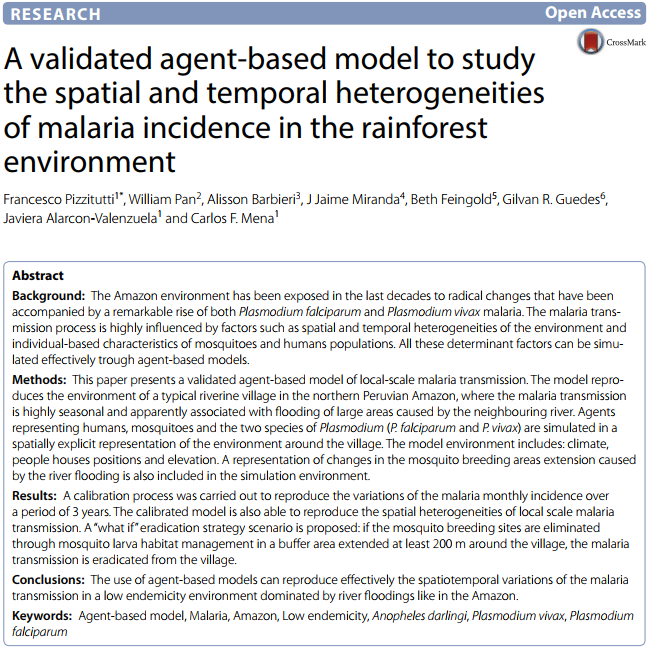 RESEARCH
Open Access
CrossMark
A validated agent-based model to study
the spatial and temporal heterogeneities
of malaria incidence in the rainforest
environment
Francesco Pizzitutti1*, William Pan2, Alisson Barbieri3, J Jaime Miranda4, Beth Feingold5, Gilvan R. Guedes6,
Javiera Alarcon-Valenzuela1 and Carlos F. Mena1
Abstract
Background: The Amazon environment has been exposed in the last decades to radical changes that have been
accompanied by a remarkable rise of both Plasmodium falciparum and Plasmodium vivax malaria. The malaria trans-
mission process is highly influenced by factors such as spatial and temporal heterogeneities of the environment and
individual-based characteristics of mosquitoes and humans populations. All these determinant factors can be simu-
lated effectively trough agent-based models.
Methods: This paper presents a validated agent-based model of local-scale malaria transmission. The model repro-
duces the environment of a typical riverine village in the northern Peruvian Amazon, where the malaria transmission
is highly seasonal and apparently associated with flooding of large areas caused by the neighbouring river. Agents
representing humans, mosquitoes and the two species of Plasmodium (P. falciparum and P. vivax) are simulated in a
spatially explicit representation of the environment around the village. The model environment includes: climate,
people houses positions and elevation. A representation of changes in the mosquito breeding areas extension caused
by the river flooding is also included in the simulation environment.
Results: A calibration process was carried out to reproduce the variations of the malaria monthly incidence over
a period of 3 years. The calibrated model is also able to reproduce the spatial heterogeneities of local scale malaria
transmission. A “what if” eradication strategy scenario is proposed: if the mosquito breeding sites are eliminated
through mosquito larva habitat management in a buffer area extended at least 200 m around the village, the malaria
transmission is eradicated from the village.
Conclusions: The use of agent-based models can reproduce effectively the spatiotemporal variations of the malaria
transmission in a low endemicity environment dominated by river floodings like in the Amazon.
Keywords: Agent-based model, Malaria, Amazon, Low endemicity, Anopheles darlingi, Plasmodium vivax, Plasmodium
falciparum